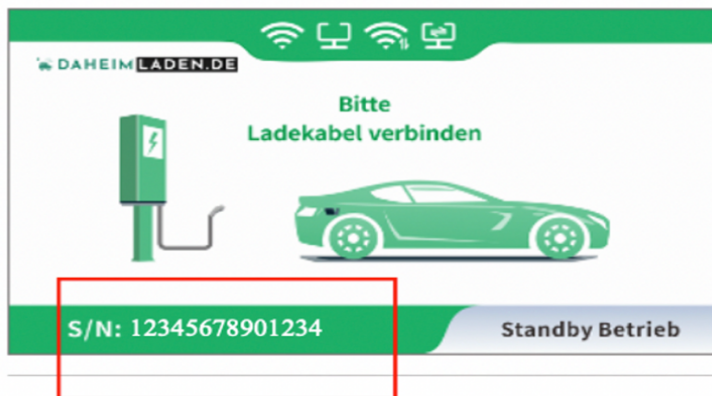 DAHEIMLADEN.DE
Bitte
Ladekabel verbinden
S/N: 12345678901234
Standby Betrieb